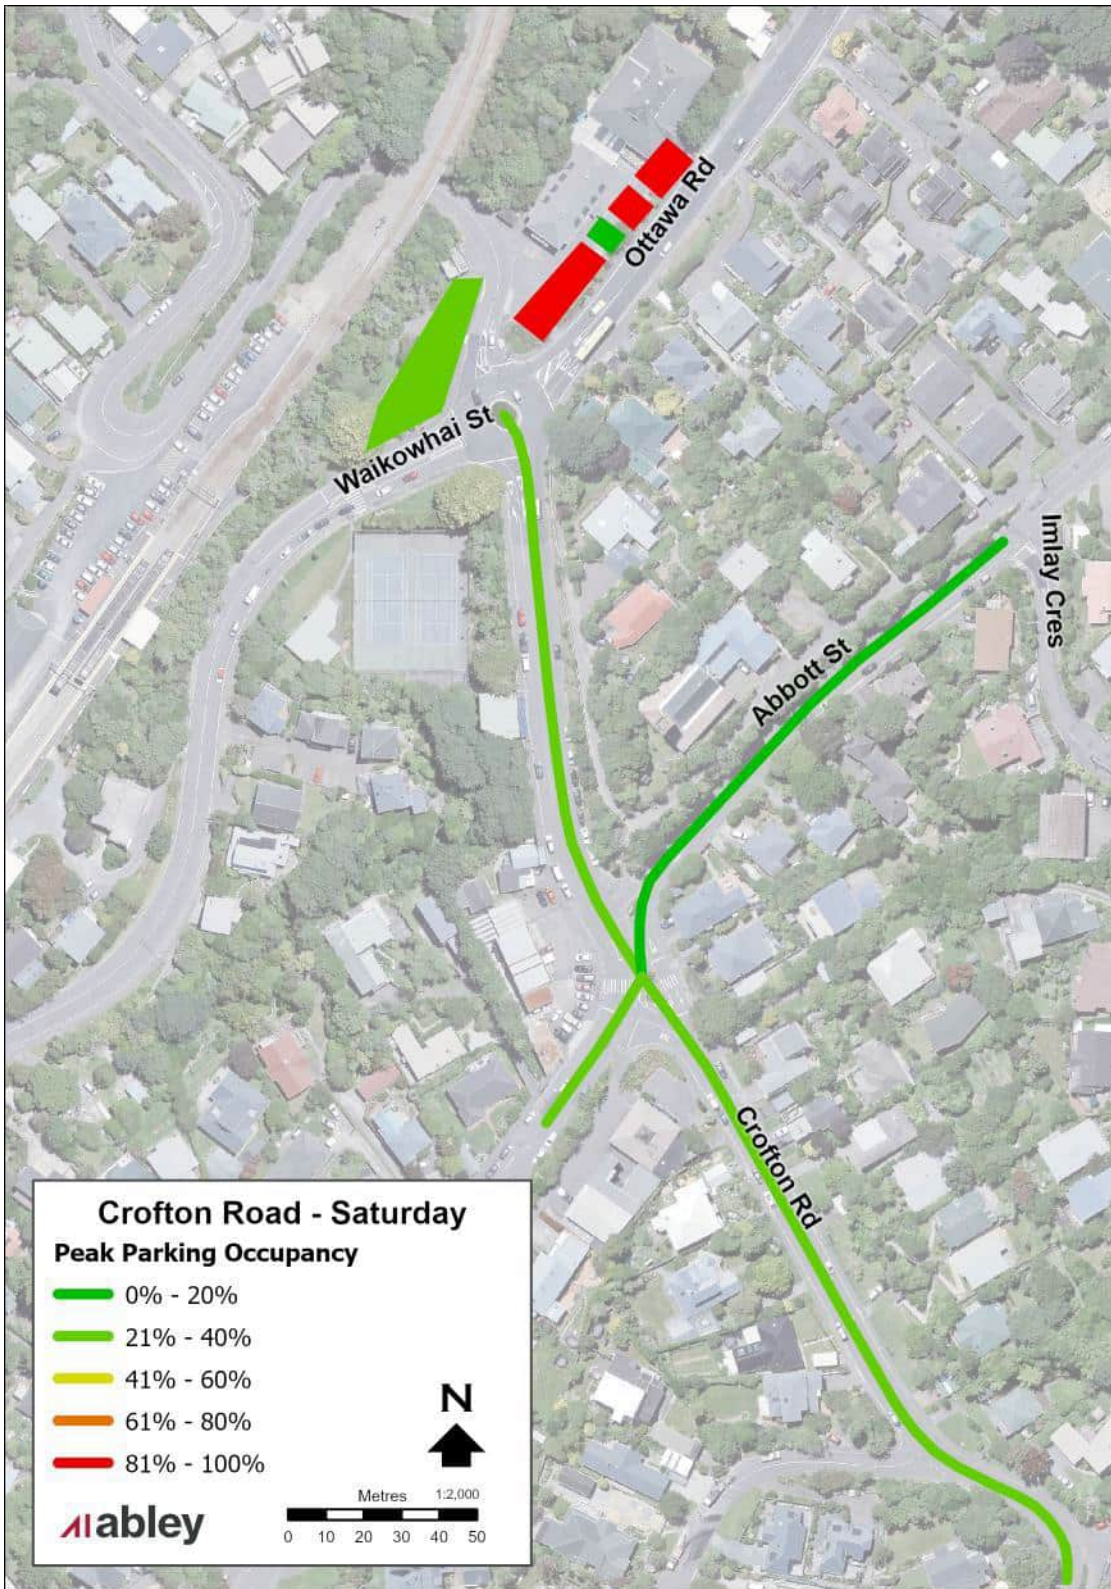 Ottawa Rd
Waikowhai St
Imlay Cres
Abbott St
Crofton Rd
Crofton Road - Saturday
Peak Parking Occupancy
0% - 20%
21% - 40%
41% - 60%
61% - 80%
81% - 100%
N
Metres 1:2,000
0 10 20 30 40 50
abley